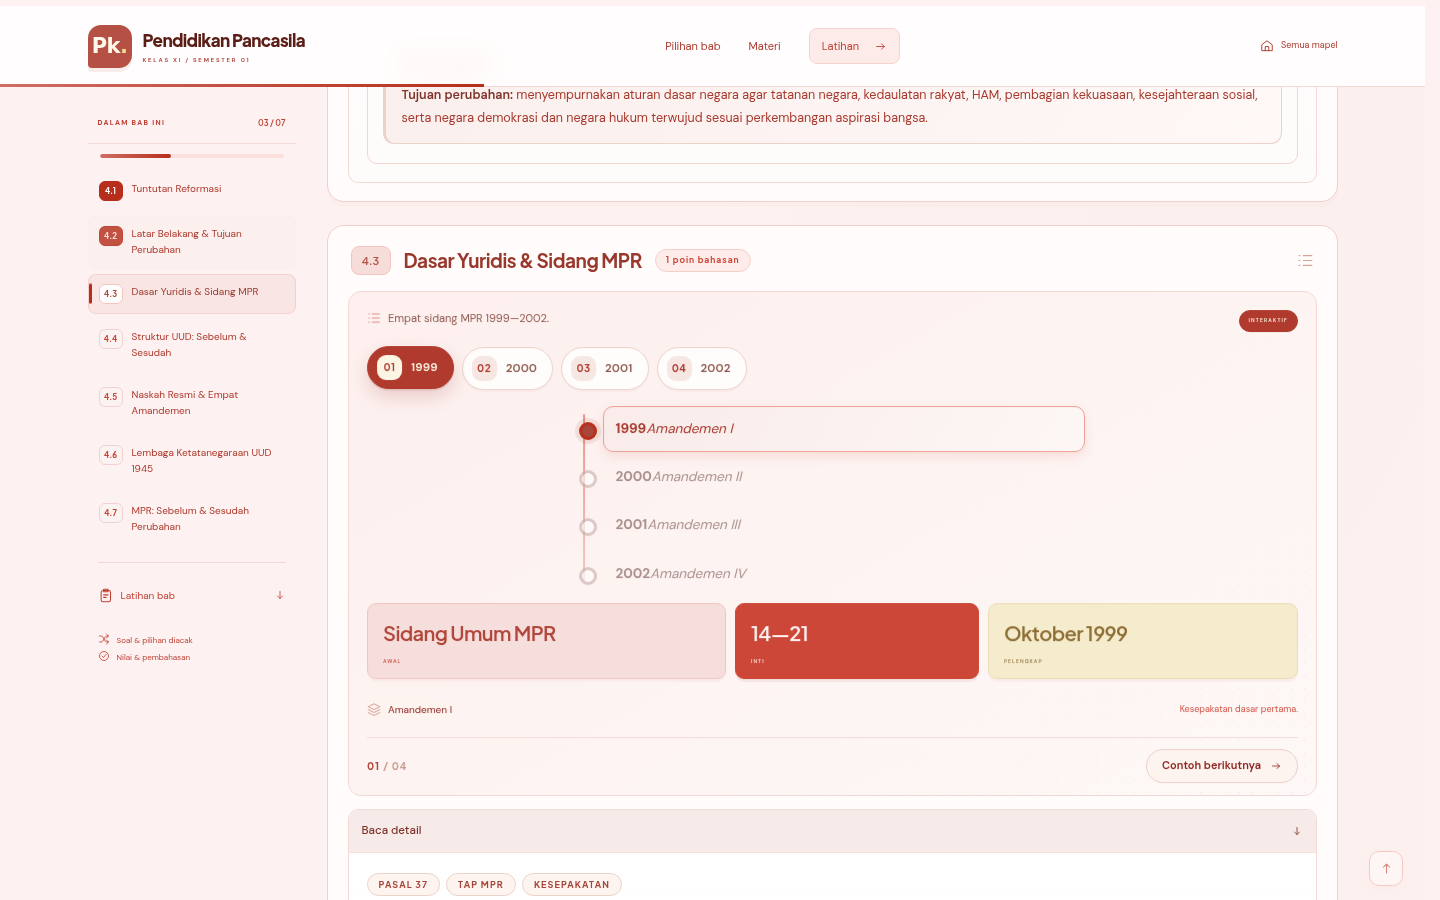 Pk.
Pendidikan Pancasila
KELAS XI / SEMESTER 01
Pilihan bab
Materi
Latihan →
Semua mapel
DALAM BAB INI
03/07
4.1 Tuntutan Reformasi
4.2 Latar Belakang & Tujuan
Perubahan
4.3 Dasar Yuridis & Sidang MPR
4.4 Struktur UUD: Sebelum &
Sesudah
4.5 Naskah Resmi & Empat
Amandemen
4.6 Lembaga Ketatanegaraan UUD
1945
4.7 MPR: Sebelum & Sesudah
Perubahan
Latihan bab ↓
Soal & pilihan diacak
Nilai & pembahasan
Tujuan perubahan: menyempurnakan aturan dasar negara agar tatanan negara, kedaulatan rakyat, HAM, pembagian kekuasaan, kesejahteraan sosial,
serta negara demokrasi dan negara hukum terwujud sesuai perkembangan aspirasi bangsa.
4.3 Dasar Yuridis & Sidang MPR
1 poin bahasan
Empat sidang MPR 1999—2002.
INTERAKTIF
01 1999
02 2000
03 2001
04 2002
1999 Amandemen I
2000 Amandemen II
2001 Amandemen III
2002 Amandemen IV
Sidang Umum MPR
AWAL
14—21
INTI
Oktober 1999
PELENGKAP
Amandemen I
Kesepakatan dasar pertama.
01 / 04
Contoh berikutnya →
Baca detail ↓
PASAL 37
TAP MPR
KESEPAKATAN
↑